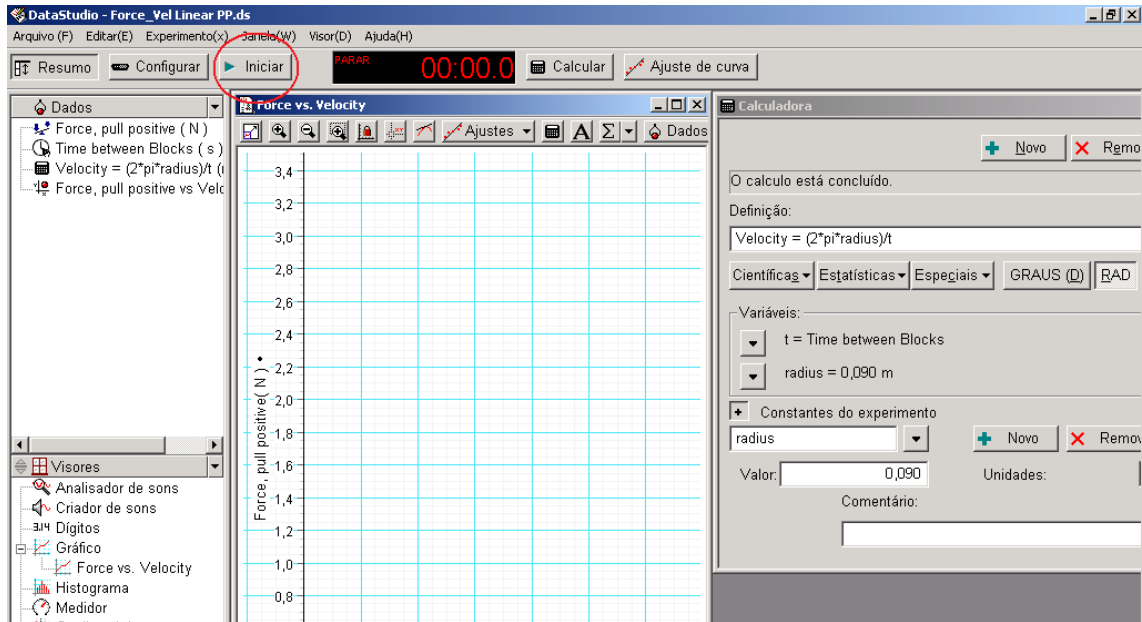 DataStudio - Force_Vel Linear PP.ds
Arquivo (F) Editar(E) Experimento(x) Janela(W) Visor(D) Ajuda(H)
Resumo Configurar Iniciar PARAR 00:00.0 Calcular Ajuste de curva
Dados
Force, pull positive ( N )
Time between Blocks ( s )
Velocity = (2*pi*radius)/t (
Force, pull positive vs Velo
Visores
Analisador de sons
Criador de sons
3.14 Dígitos
Gráfico
Force vs. Velocity
Histograma
Medidor
Force vs. Velocity
Ajustes A Σ Dados
3,4
3,2
3,0
2,8
2,6
2,4
2,2
2,0
1,8
1,6
1,4
1,2
1,0
0,8
Force, pull positive( N )
Calculadora
Novo Remo
O calculo está concluído.
Definição:
Velocity = (2*pi*radius)/t
Científicas Estatísticas Especiais GRAUS (D) RAD
Variáveis:
t = Time between Blocks
radius = 0,090 m
Constantes do experimento
radius Novo Remov
Valor: 0,090 Unidades:
Comentário: